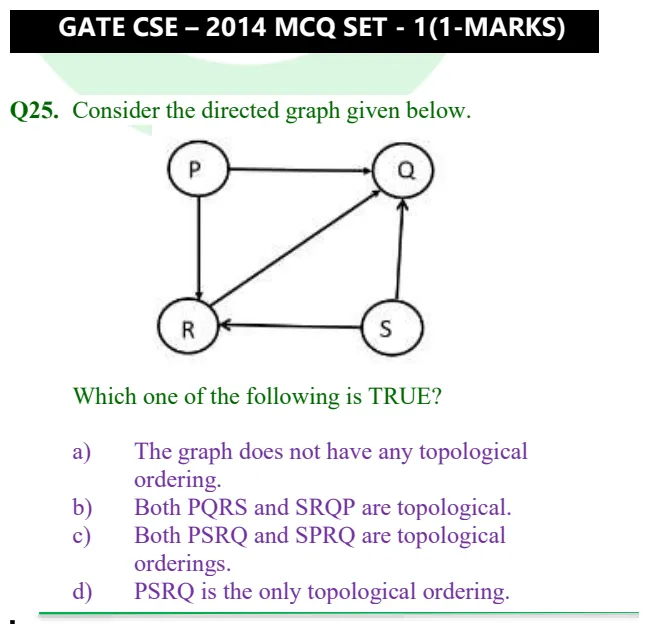 GATE CSE – 2014 MCQ SET - 1(1-MARKS)
Q25. Consider the directed graph given below.
P
Q
R
S
Which one of the following is TRUE?
a) The graph does not have any topological
ordering.
b) Both PQRS and SRQP are topological.
c) Both PSRQ and SPRQ are topological
orderings.
d) PSRQ is the only topological ordering.